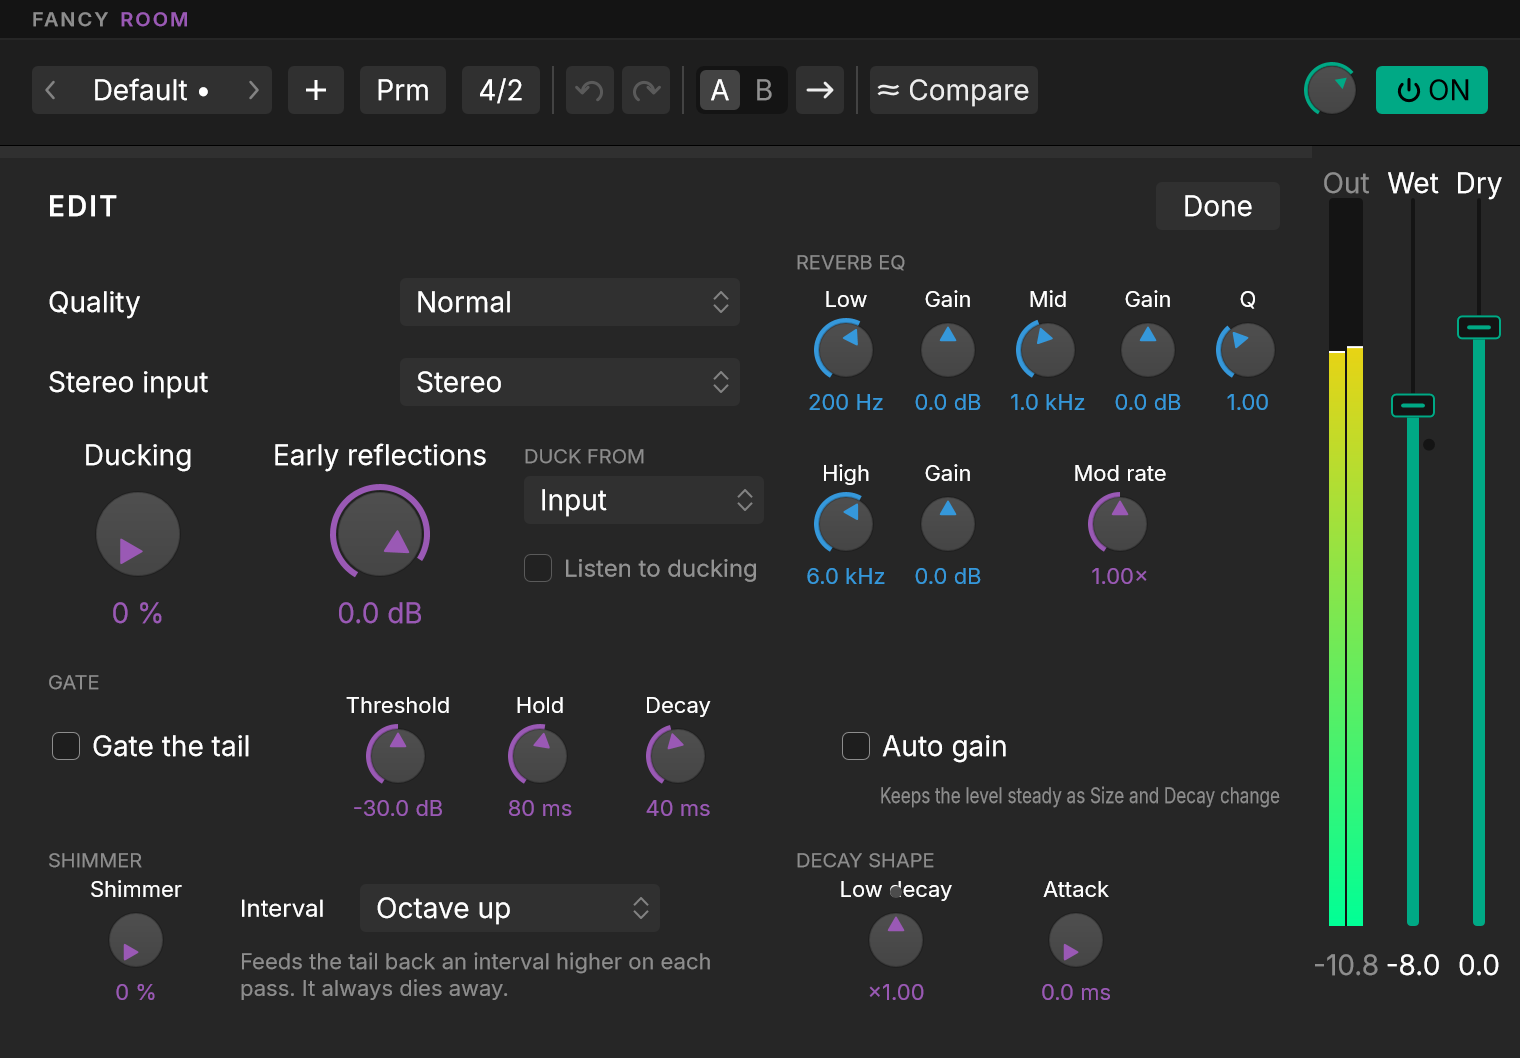 FANCY ROOM
Default •
+
Prm
4/2
A
B
→
≈ Compare
ON
EDIT
Done
Out
Wet
Dry
REVERB EQ
Quality
Normal
Low
Gain
Mid
Gain
Q
200 Hz
0.0 dB
1.0 kHz
0.0 dB
1.00
Stereo input
Stereo
Ducking
Early reflections
DUCK FROM
Input
Listen to ducking
0 %
0.0 dB
High
Gain
Mod rate
6.0 kHz
0.0 dB
1.00×
GATE
Gate the tail
Threshold
Hold
Decay
-30.0 dB
80 ms
40 ms
Auto gain
Keeps the level steady as Size and Decay change
SHIMMER
Shimmer
0 %
Interval
Octave up
Feeds the tail back an interval higher on each
pass. It always dies away.
DECAY SHAPE
Low decay
Attack
×1.00
0.0 ms
-10.8
-8.0
0.0